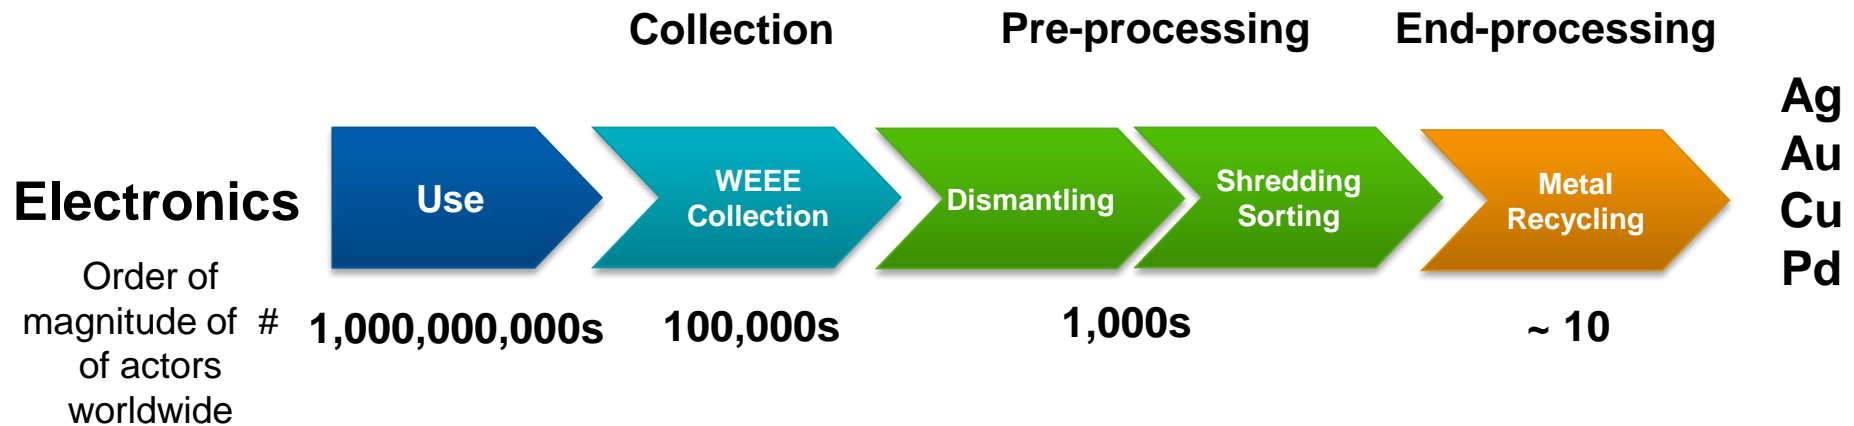 Collection
Pre-processing
End-processing
Electronics
Use
WEEE
Collection
Dismantling
Shredding
Sorting
Metal
Recycling
Ag
Au
Cu
Pd
Order of
magnitude of #
of actors
worldwide
1,000,000,000s
100,000s
1,000s
~ 10